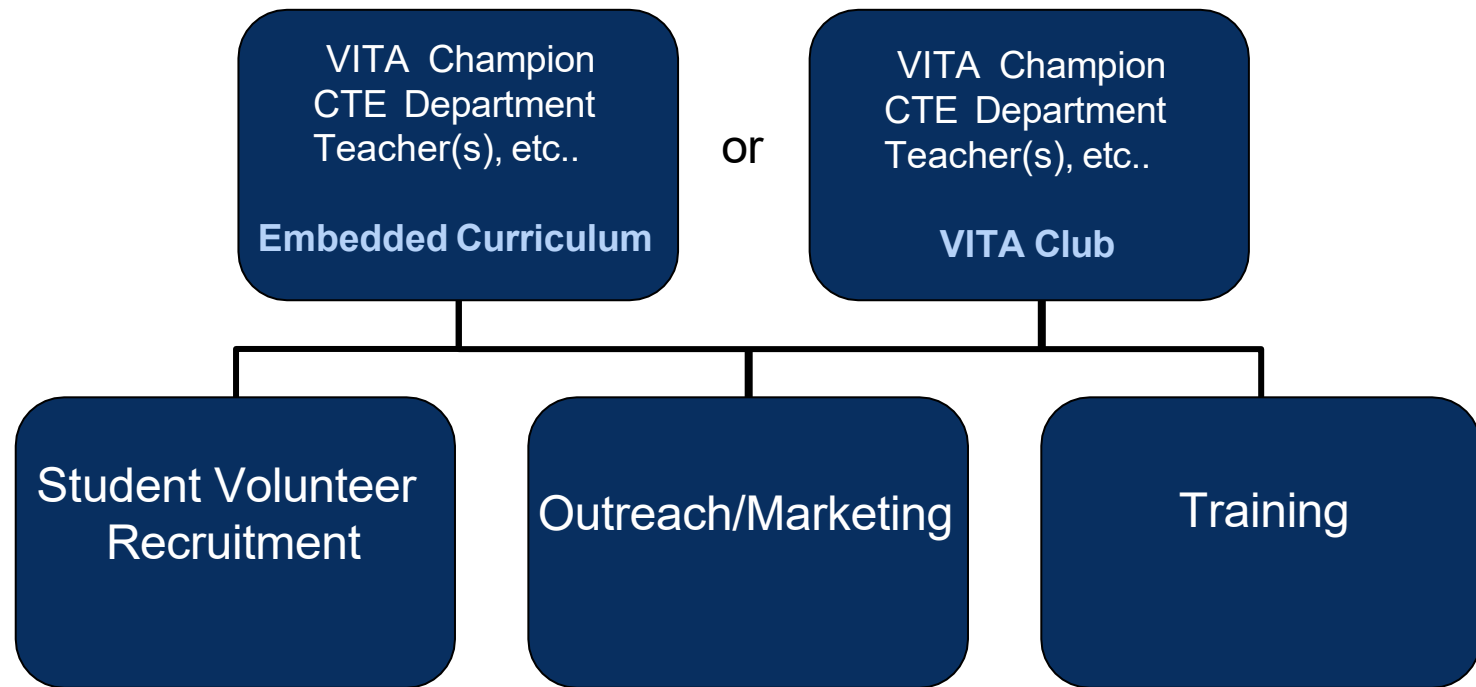 VITA Champion
CTE Department
Teacher(s), etc..
Embedded Curriculum
or
VITA Champion
CTE Department
Teacher(s), etc..
VITA Club
Student Volunteer
Recruitment
Outreach/Marketing
Training